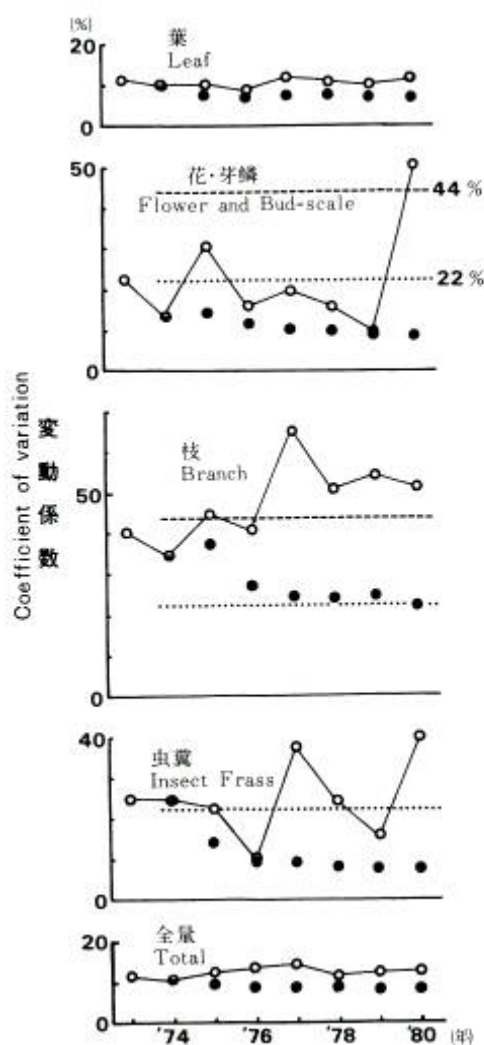 (%)
20
葉
Leaf
0
50
花・芽鱗
Flower and Bud-scale
44 %
22 %
0
Coefficient of variation
変動係数
枝
Branch
50
0
40
虫糞
Insect Frass
0
20
全量
Total
0
'74 '76 '78 '80 (年)